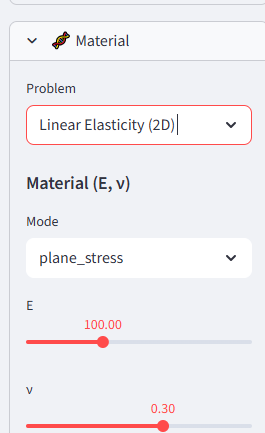 Material
Problem
Linear Elasticity (2D)
Material (E, ν)
Mode
plane_stress
E
100.00
ν
0.30